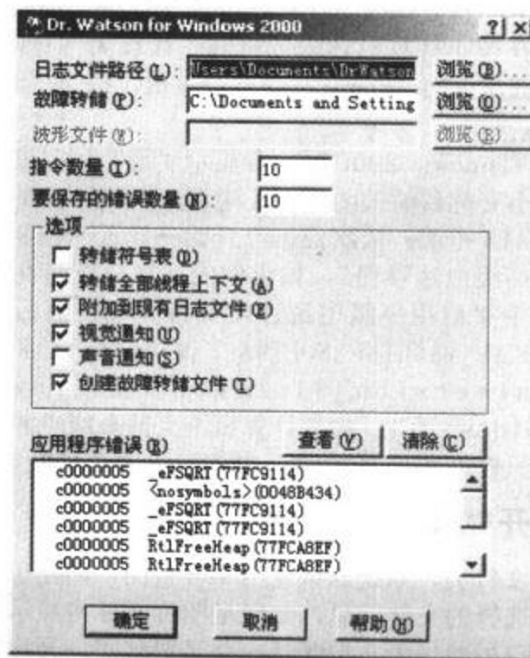 Dr. Watson for Windows 2000
日志文件路径(L): Users\Documents\DrWatson 浏览(B)...
故障转储(P): C:\Documents and Setting 浏览(O)...
波形文件(W): 浏览(R)
指令数量(I): 10
要保存的错误数量(N): 10
选项
转储符号表(D)
转储全部线程上下文(A)
附加到现有日志文件(E)
视觉通知(U)
声音通知(S)
创建故障转储文件(T)
应用程序错误(R) 查看(V) 清除(C)
c0000005 _eFSQRT(77FC9114)
c0000005 <nosymbols>(0048B434)
c0000005 _eFSQRT(77FC9114)
c0000005 _eFSQRT(77FC9114)
c0000005 RtlFreeHeap(77FCA8EF)
c0000005 RtlFreeHeap(77FCA8EF)
确定 取消 帮助(H)